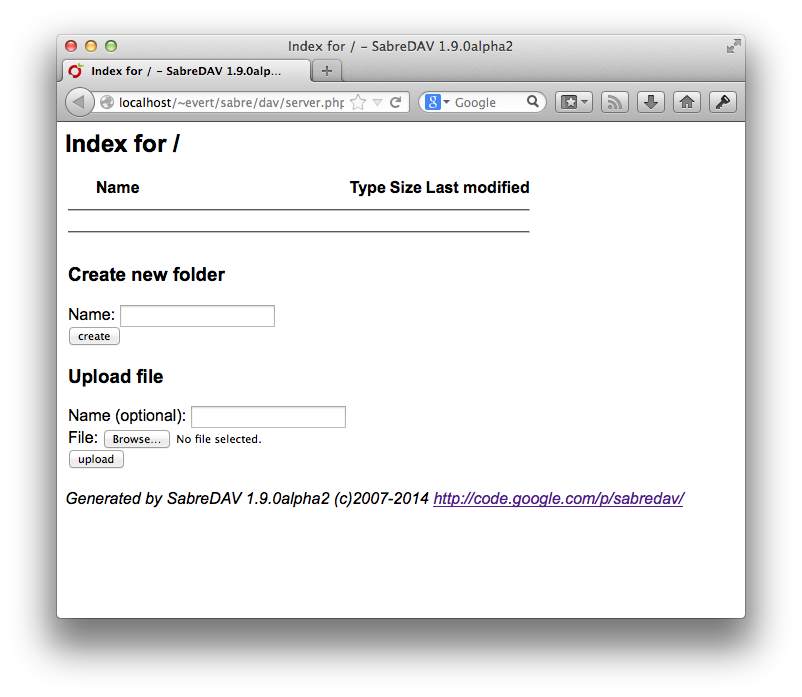 Index for / – SabreDAV 1.9.0alpha2
Index for / – SabreDAV 1.9.0alp...
localhost/~evert/sabre/dav/server.php
Google
Index for /
Name Type Size Last modified
Create new folder
Name:
create
Upload file
Name (optional):
File: Browse... No file selected.
upload
Generated by SabreDAV 1.9.0alpha2 (c)2007-2014 http://code.google.com/p/sabredav/